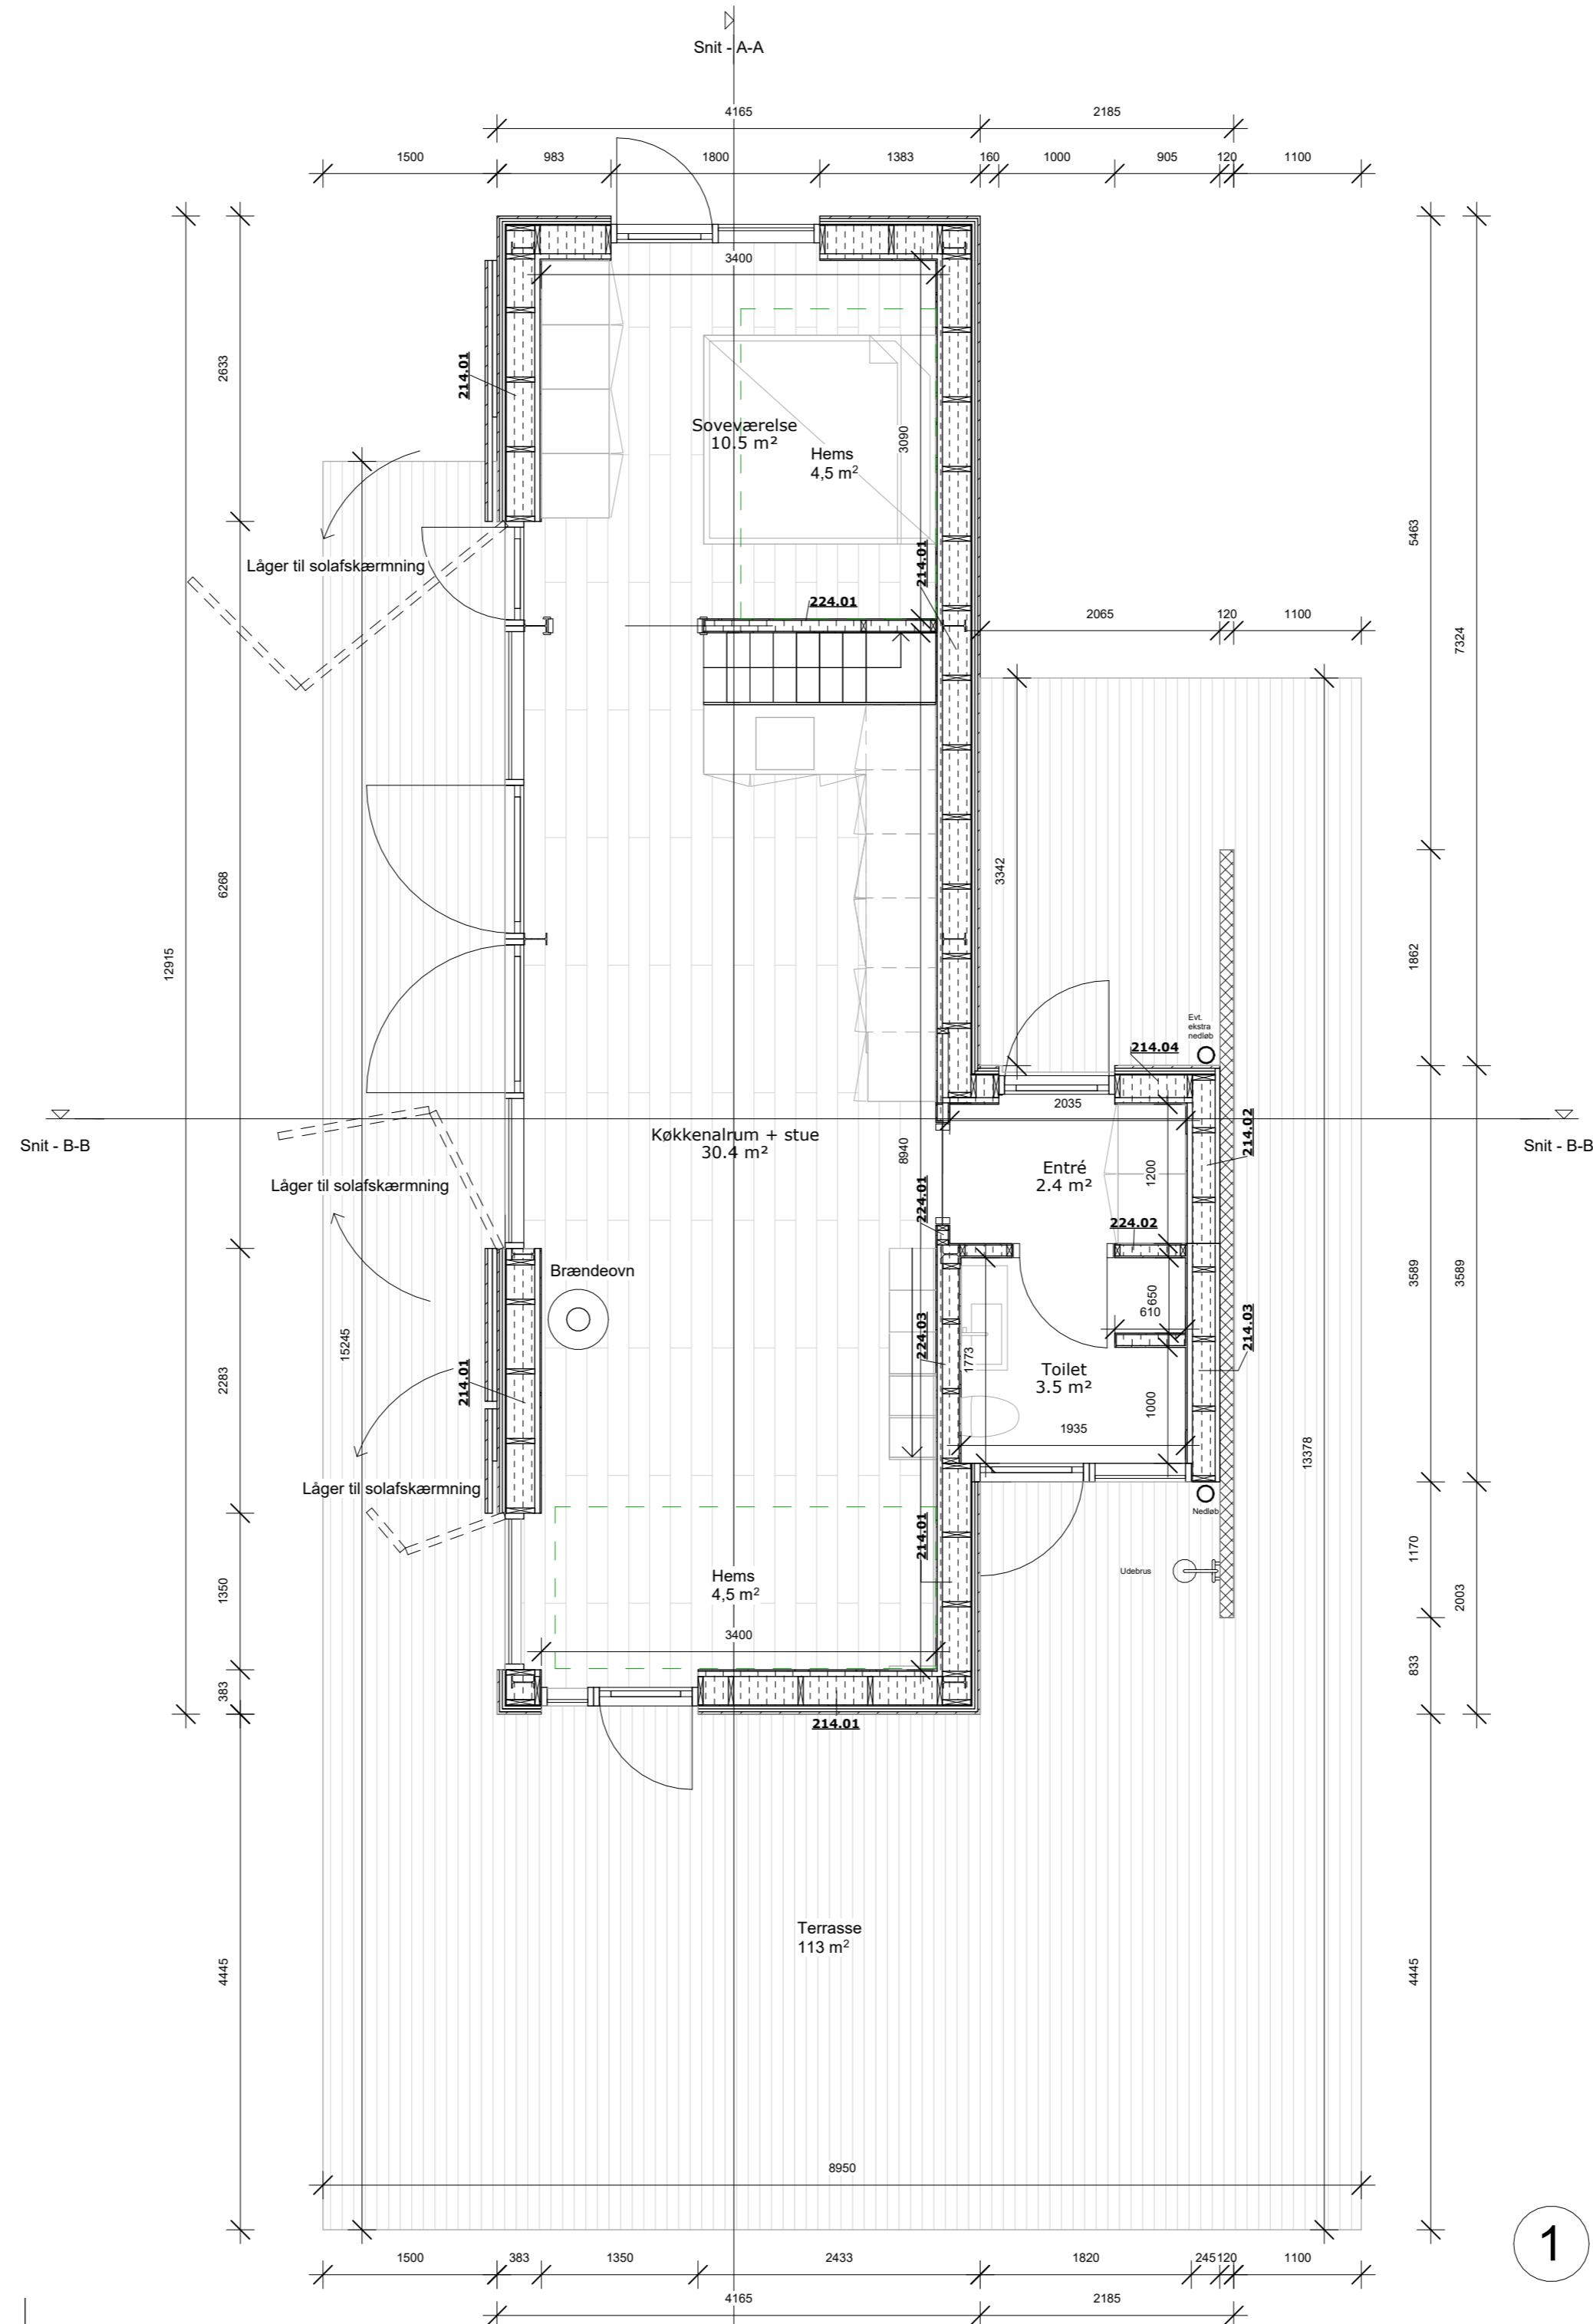 Snit - A-A
4165
2185
1500
983
1800
1383
160
1000
905
120
1100
3400
2633
214.01
Soveværelse
10.5 m²
Hems
4,5 m²
3090
5463
214.01
Låger til solafskærmning
224.01
2065
120
1100
7324
3342
6268
12915
1862
Evt.
ekstra
nedløb
214.04
2035
Snit - B-B
Snit - B-B
Køkkenalrum + stue
30.4 m²
8940
Entré
2.4 m²
1200
214.02
Låger til solafskærmning
224.01
224.02
3589
3589
Brændeovn
650
610
15245
224.03
1773
214.03
2283
214.01
Toilet
3.5 m²
1000
1935
13378
Låger til solafskærmning
Nedløb
214.01
Udebrus
1170
1350
Hems
4,5 m²
2003
3400
833
383
214.01
Terrasse
113 m²
4445
4445
8950
1
1500
383
1350
2433
1820
245
120
1100
4165
2185